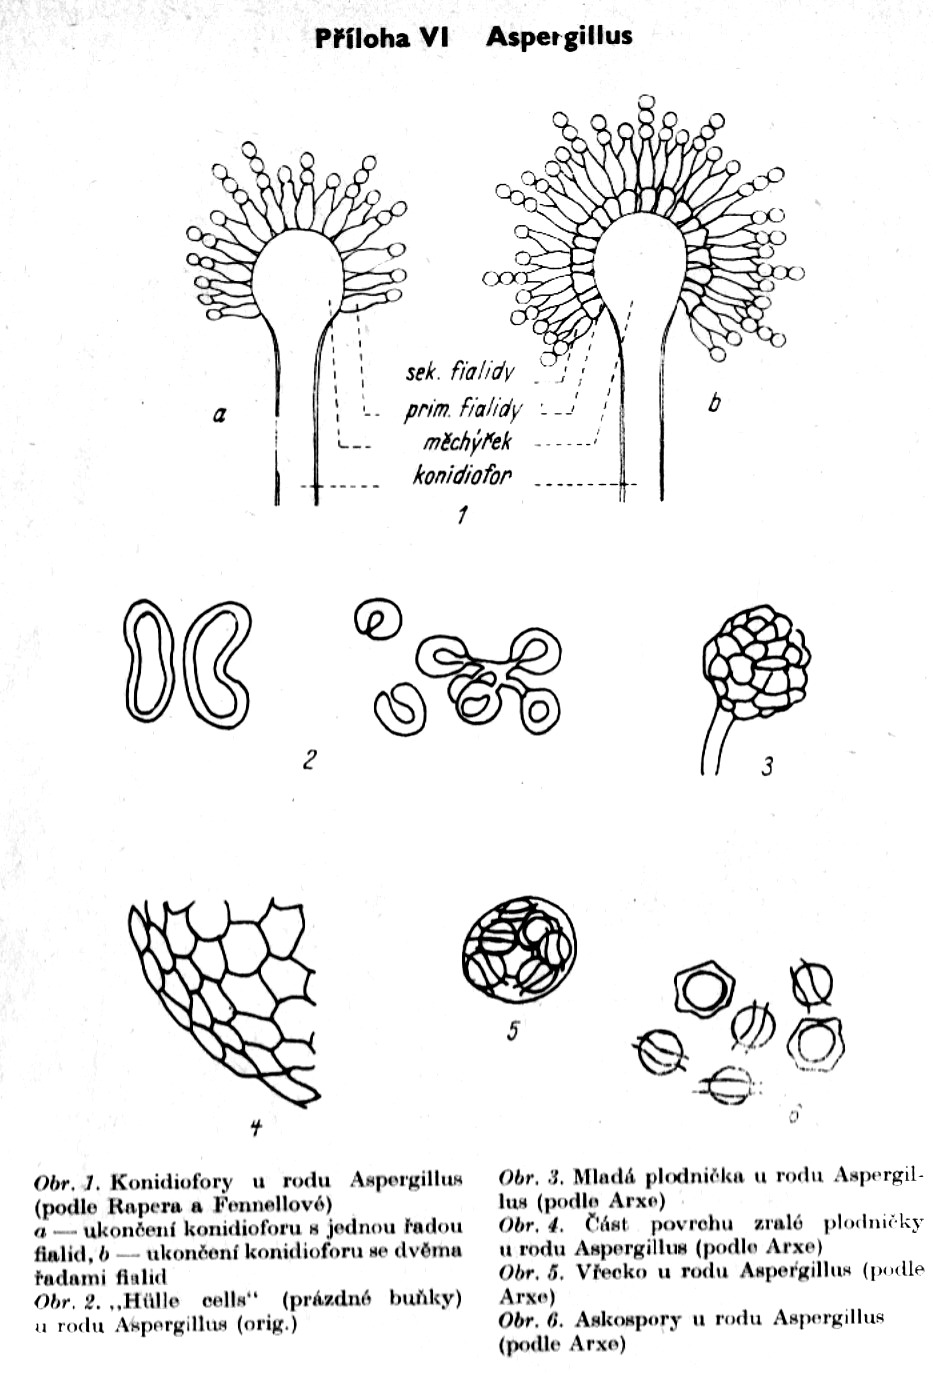 Příloha VI Aspergillus
a
b
sek. fialidy
prim. fialidy
měchýřek
konidiofor
1
2
3
4
5
6
Obr. 1. Konidiofory u rodu Aspergillus
(podle Rapera a Fennellové)
a — ukončení konidioforu s jednou řadou
fialid, b — ukončení konidioforu se dvěma
řadami fialid
Obr. 2. „Hülle cells“ (prázdné buňky)
u rodu Aspergillus (orig.)
Obr. 3. Mladá plodnička u rodu Aspergil-
lus (podle Arxe)
Obr. 4. Část povrchu zralé plodničky
u rodu Aspergillus (podle Arxe)
Obr. 5. Vřecko u rodu Aspergillus (podle
Arxe)
Obr. 6. Askospory u rodu Aspergillus
(podle Arxe)